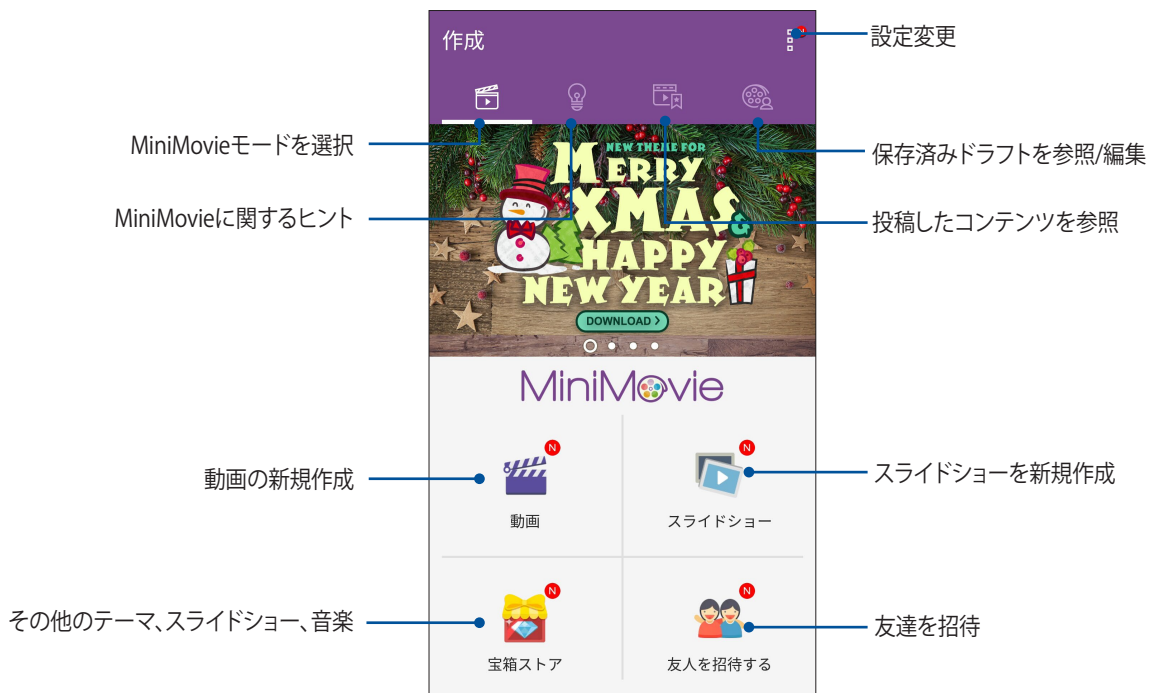 作成
N
設定変更
MiniMovieモードを選択
保存済みドラフトを参照/編集
MiniMovieに関するヒント
投稿したコンテンツを参照
NEW THEME FOR
MERRY
XMAS
&
HAPPY
NEW YEAR
DOWNLOAD >
MiniMovie
N
N
動画の新規作成
スライドショーを新規作成
動画
スライドショー
N
N
その他のテーマ、スライドショー、音楽
友達を招待
宝箱ストア
友人を招待する